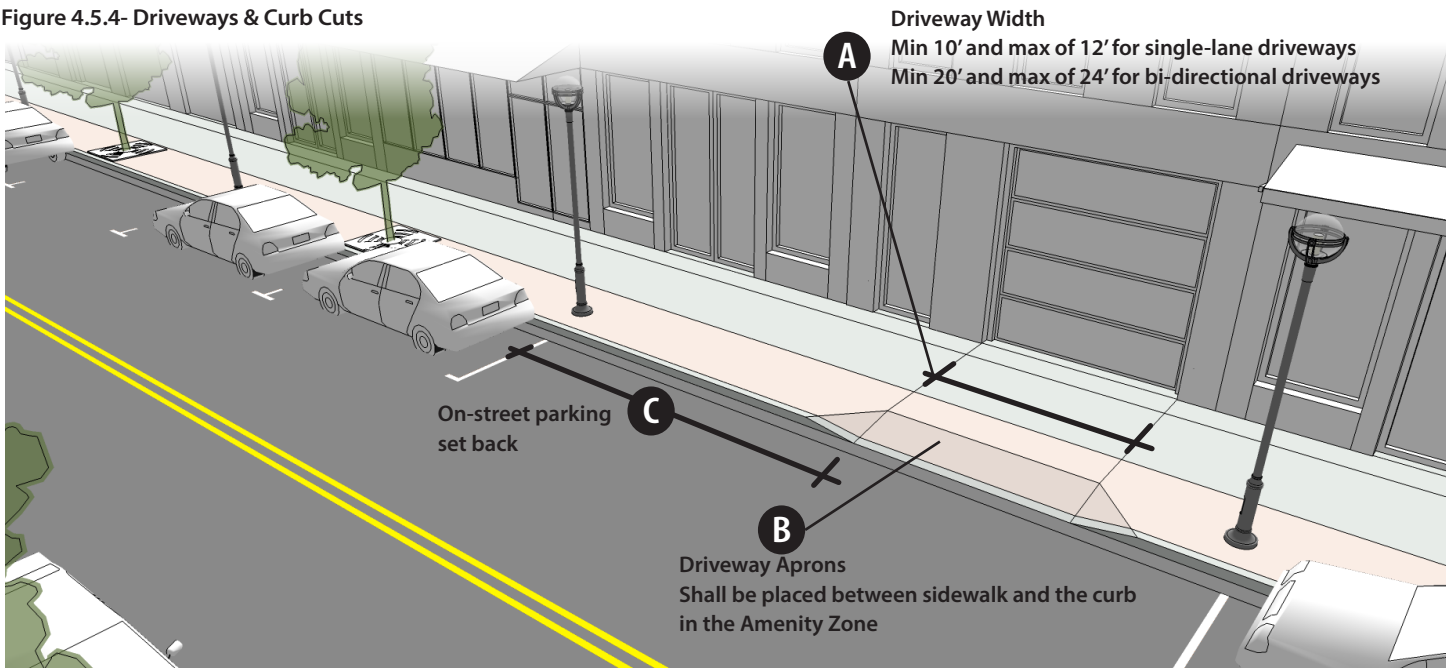 Figure 4.5.4- Driveways & Curb Cuts
Driveway Width
A
Min 10’ and max of 12’ for single-lane driveways
Min 20’ and max of 24’ for bi-directional driveways
On-street parking
set back
C
B
Driveway Aprons
Shall be placed between sidewalk and the curb
in the Amenity Zone